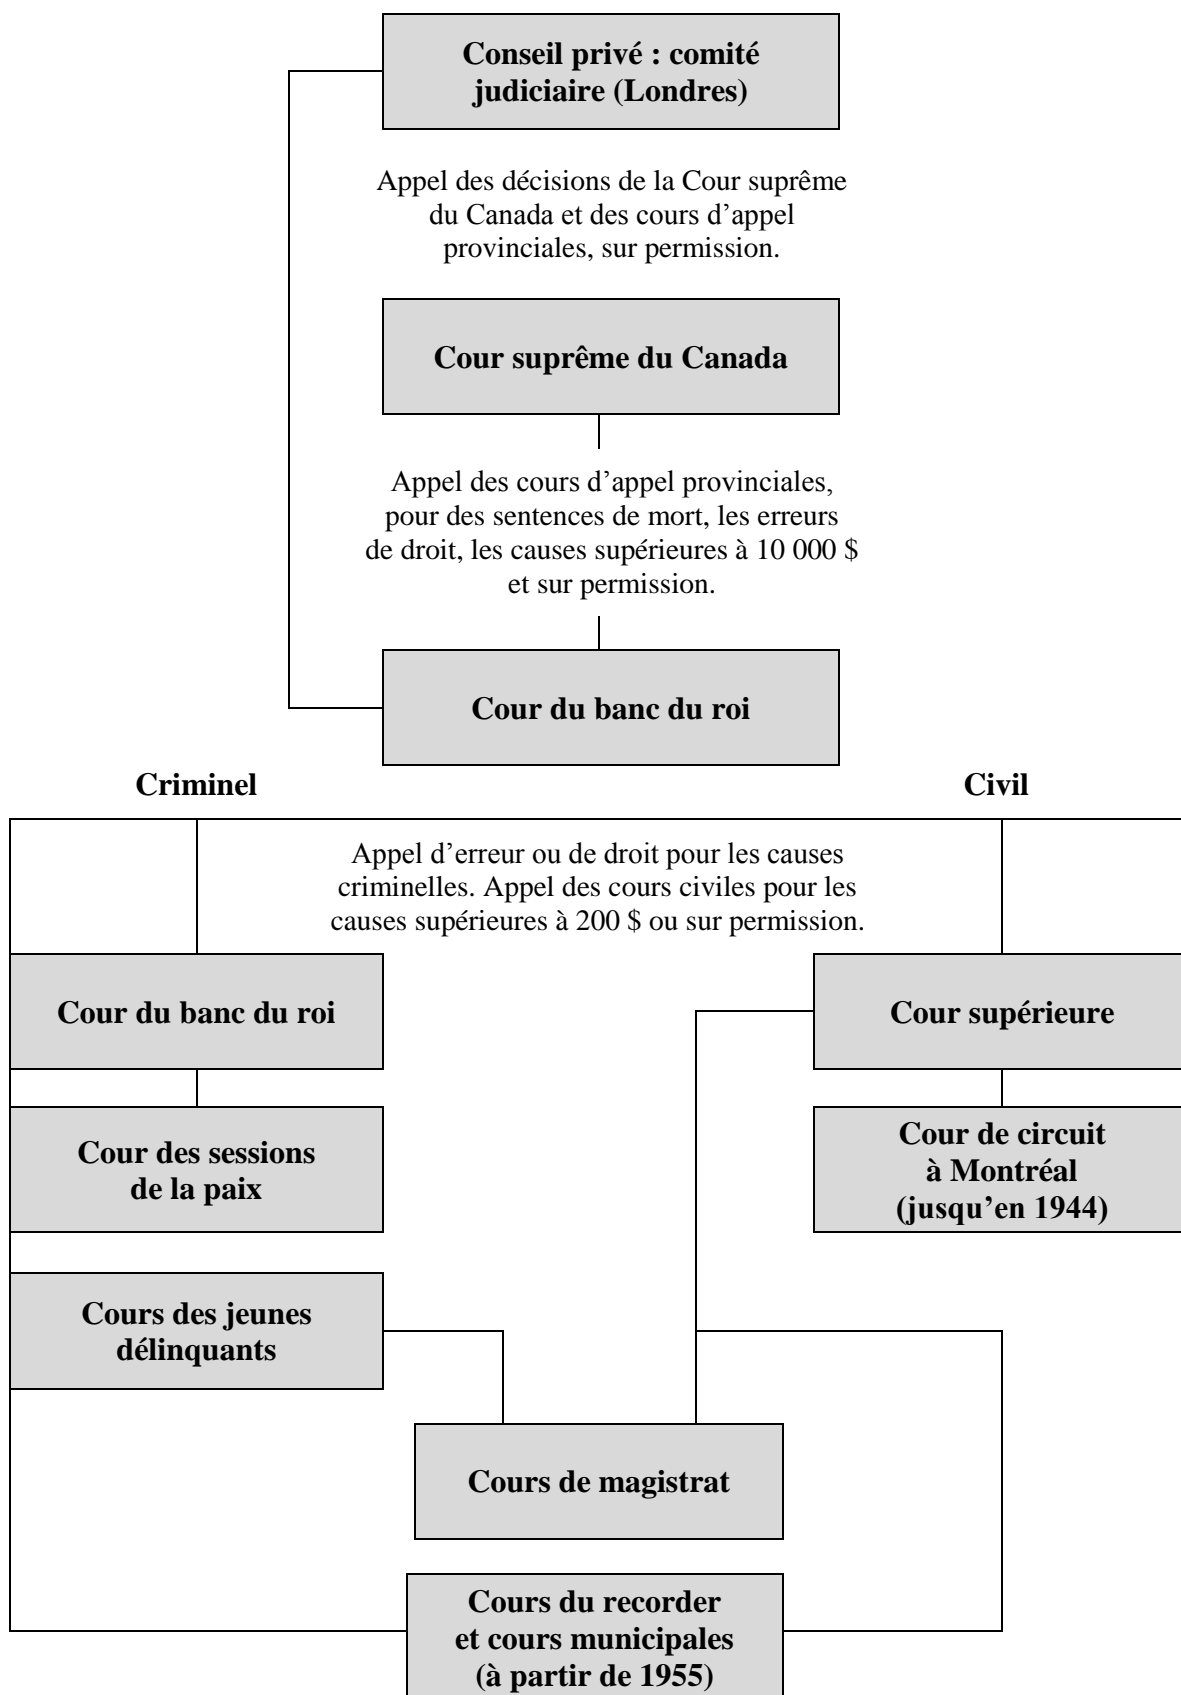 Conseil privé : comité
judiciaire (Londres)
Appel des décisions de la Cour suprême
du Canada et des cours d’appel
provinciales, sur permission.
Cour suprême du Canada
Appel des cours d’appel provinciales,
pour des sentences de mort, les erreurs
de droit, les causes supérieures à 10 000 $
et sur permission.
Cour du banc du roi
Criminel
Civil
Appel d’erreur ou de droit pour les causes
criminelles. Appel des cours civiles pour les
causes supérieures à 200 $ ou sur permission.
Cour du banc du roi
Cour supérieure
Cour des sessions
de la paix
Cour de circuit
à Montréal
(jusqu’en 1944)
Cours des jeunes
délinquants
Cours de magistrat
Cours du recorder
et cours municipales
(à partir de 1955)